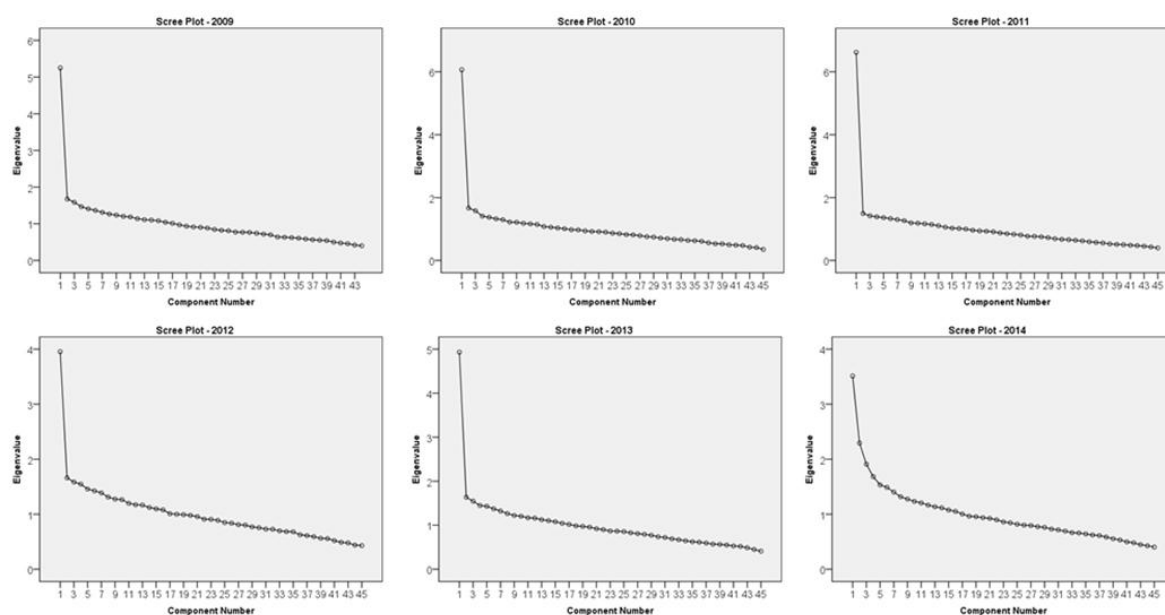 Scree Plot - 2009
6
5
4
3
2
1
0
Eigenvalue
1 3 5 7 9 11 13 15 17 19 21 23 25 27 29 31 33 35 37 39 41 43
Component Number
Scree Plot - 2010
6
4
2
0
Eigenvalue
1 3 5 7 9 11 13 15 17 19 21 23 25 27 29 31 33 35 37 39 41 43 45
Component Number
Scree Plot - 2011
6
4
2
0
Eigenvalue
1 3 5 7 9 11 13 15 17 19 21 23 25 27 29 31 33 35 37 39 41 43 45
Component Number
Scree Plot - 2012
4
3
2
1
0
Eigenvalue
1 3 5 7 9 11 13 15 17 19 21 23 25 27 29 31 33 35 37 39 41 43 45
Component Number
Scree Plot - 2013
5
4
3
2
1
0
Eigenvalue
1 3 5 7 9 11 13 15 17 19 21 23 25 27 29 31 33 35 37 39 41 43 45
Component Number
Scree Plot - 2014
4
3
2
1
0
Eigenvalue
1 3 5 7 9 11 13 15 17 19 21 23 25 27 29 31 33 35 37 39 41 43 45
Component Number